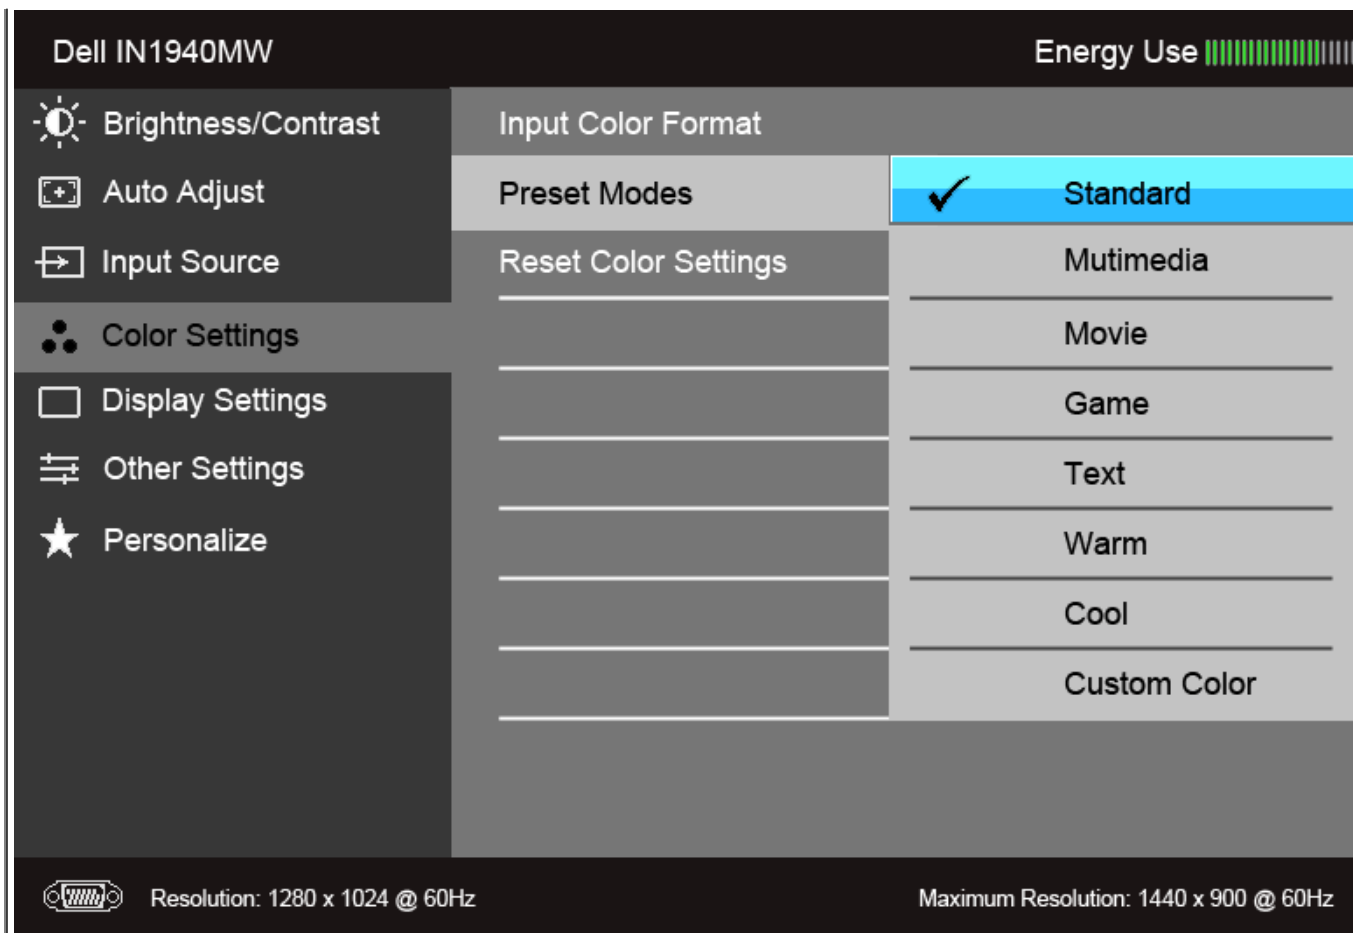 Dell IN1940MW
Energy Use
Brightness/Contrast
Auto Adjust
Input Source
Color Settings
Display Settings
Other Settings
Personalize
Input Color Format
Preset Modes
Reset Color Settings
Standard
Mutimedia
Movie
Game
Text
Warm
Cool
Custom Color
Resolution: 1280 x 1024 @ 60Hz
Maximum Resolution: 1440 x 900 @ 60Hz